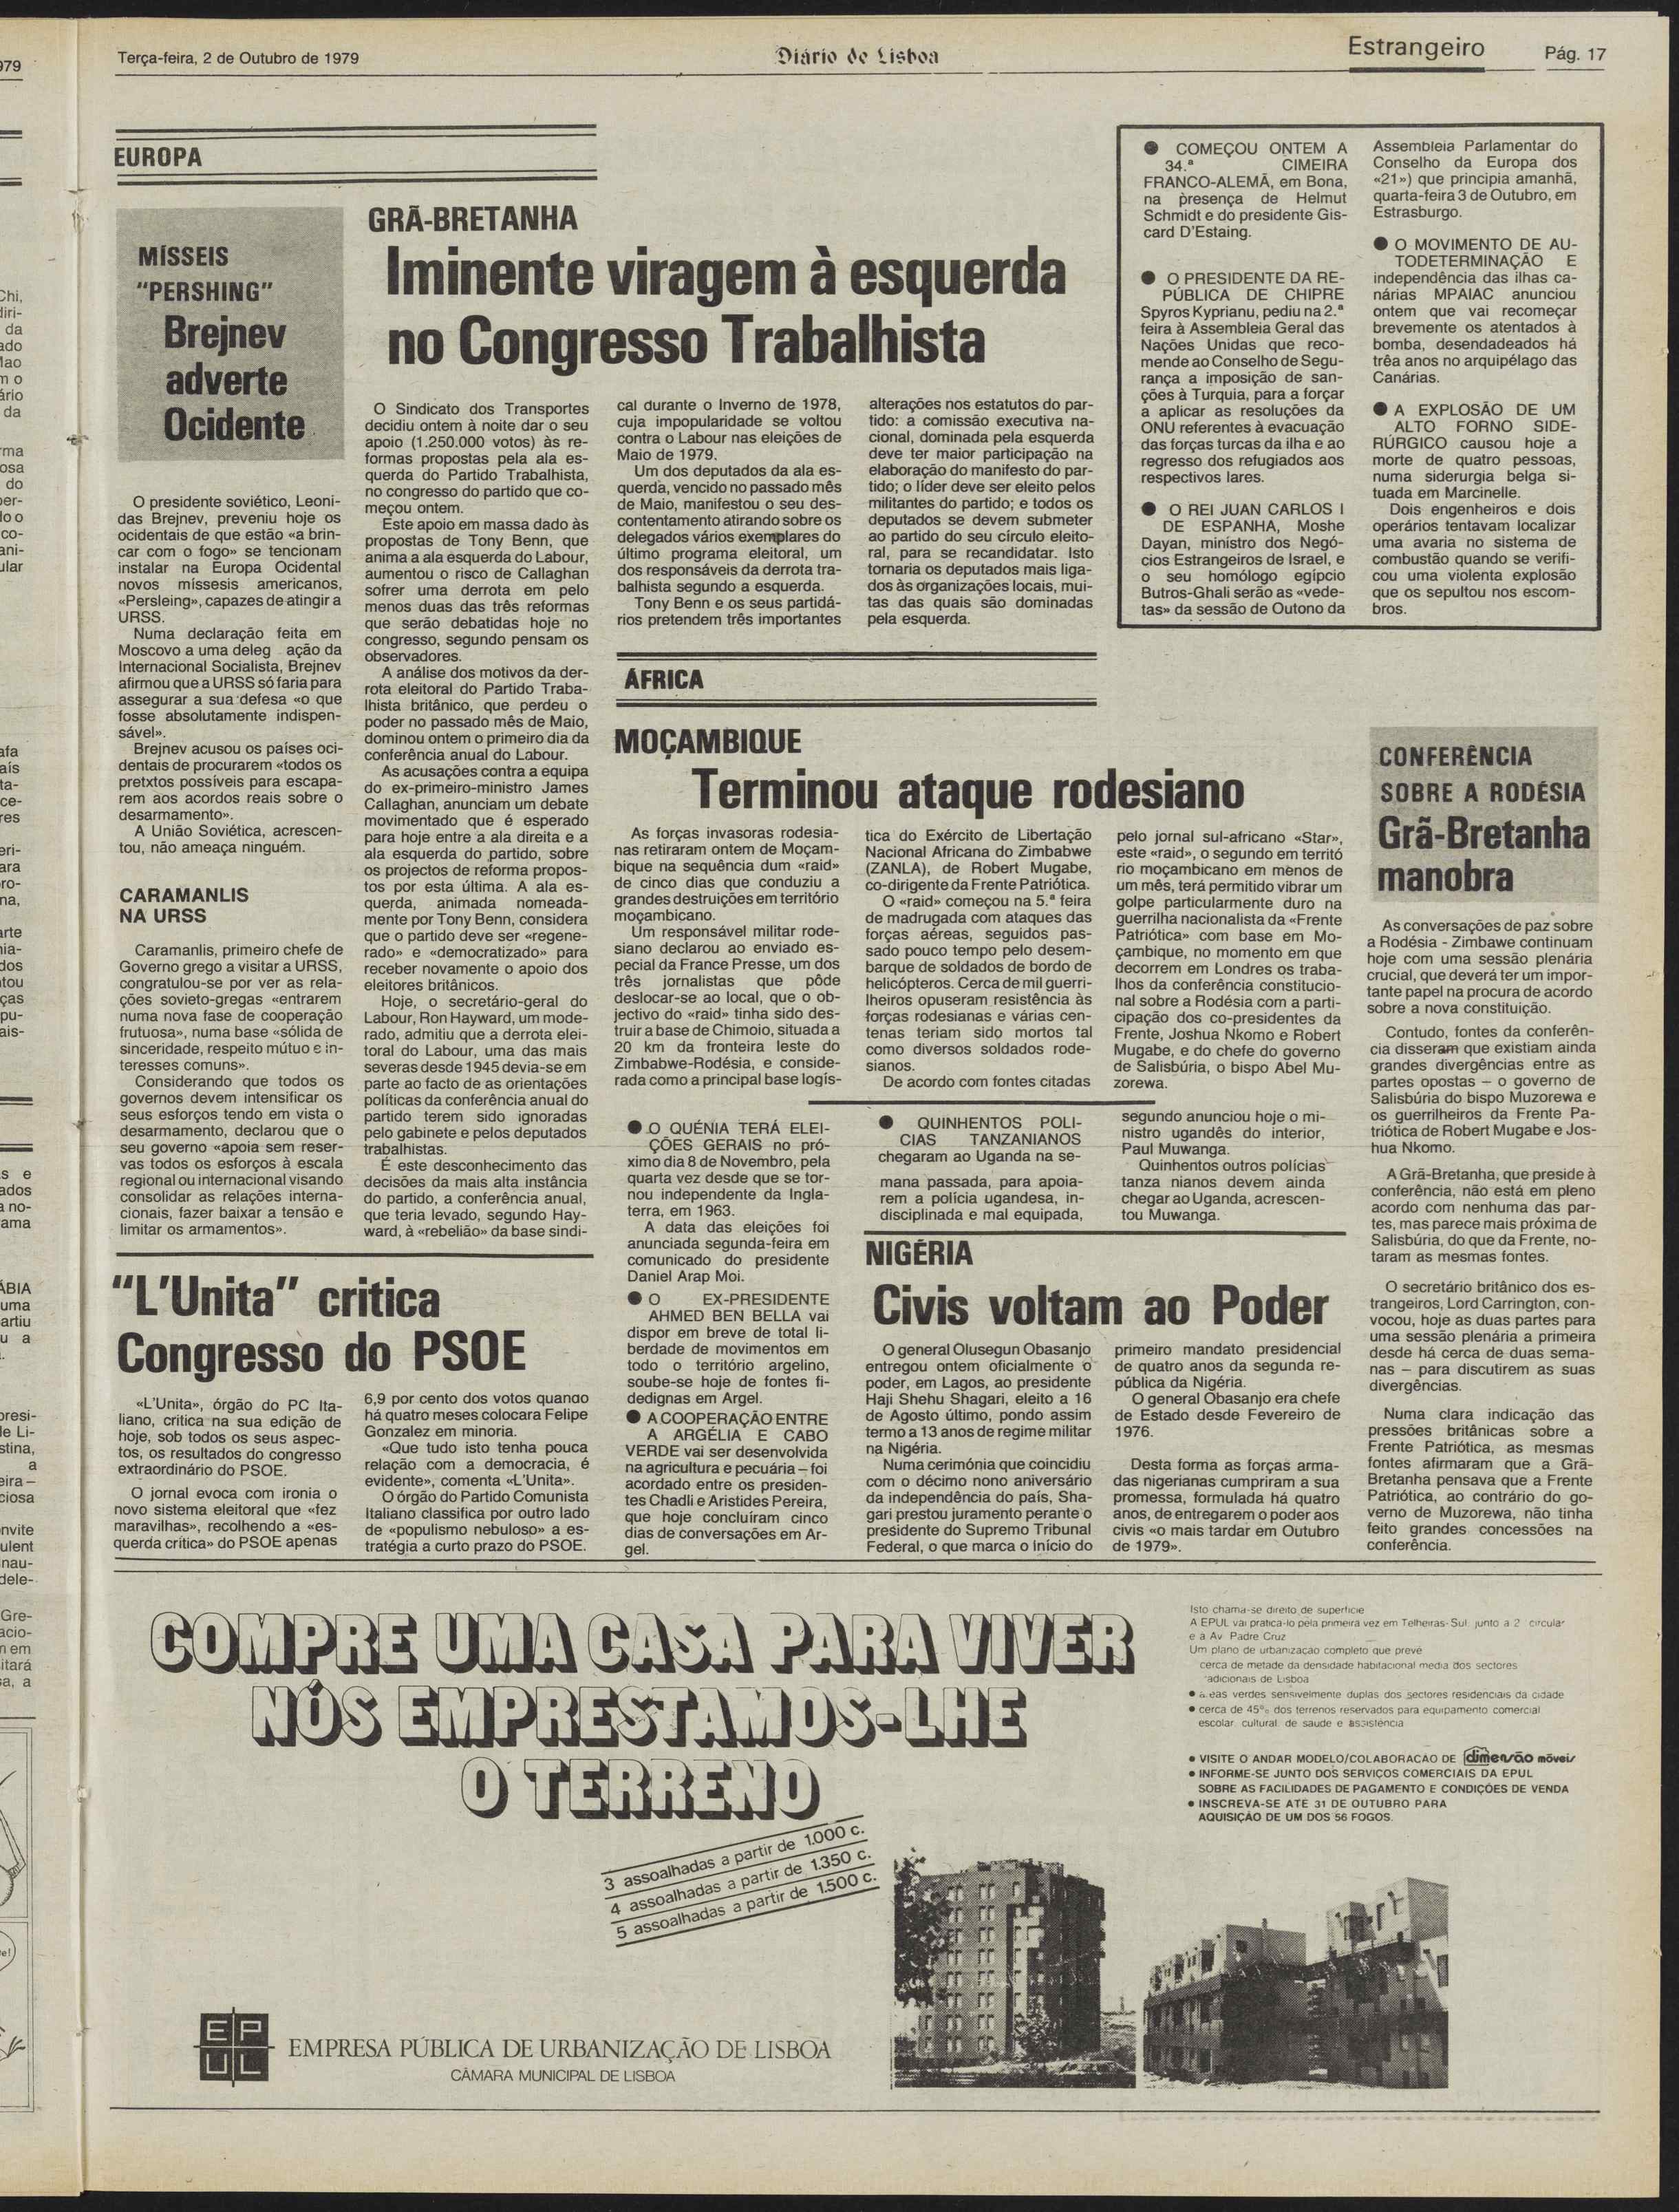 Terça-feira, 2 de Outubro de 1979
Diário de Lisboa
Estrangeiro
Pág. 17
EUROPA
MÍSSEIS
"PERSHING"
Brejnev
adverte
Ocidente
O presidente soviético, Leoni-
das Brejnev, preveniu hoje os
ocidentais de que estão «a brin-
car com o fogo» se tencionam
instalar na Europa Ocidental
novos míssesis americanos,
«Persleing», capazes de atingir a
URSS.
Numa declaração feita em
Moscovo a uma deleg ação da
Internacional Socialista, Brejnev
afirmou que a URSS só faria para
assegurar a sua defesa «o que
fosse absolutamente indispen-
sável».
Brejnev acusou os países oci-
dentais de procurarem «todos os
pretxtos possíveis para escapa-
rem aos acordos reais sobre o
desarmamento».
A União Soviética, acrescen-
tou, não ameaça ninguém.
CARAMANLIS
NA URSS
Caramanlis, primeiro chefe de
Governo grego a visitar a URSS,
congratulou-se por ver as rela-
ções sovieto-gregas «entrarem
numa nova fase de cooperação
frutuosa», numa base «sólida de
sinceridade, respeito mútuo e in-
teresses comuns».
Considerando que todos os
governos devem intensificar os
seus esforços tendo em vista o
desarmamento, declarou que o
seu governo «apoia sem reser-
vas todos os esforços à escala
regional ou internacional visando
consolidar as relações interna-
cionais, fazer baixar a tensão e
limitar os armamentos».
GRÃ-BRETANHA
Iminente viragem à esquerda
no Congresso Trabalhista
O Sindicato dos Transportes
decidiu ontem à noite dar o seu
apoio (1.250.000 votos) às re-
formas propostas pela ala es-
querda do Partido Trabalhista,
no congresso do partido que co-
meçou ontem.
Este apoio em massa dado às
propostas de Tony Benn, que
anima a ala esquerda do Labour,
aumentou o risco de Callaghan
sofrer uma derrota em pelo
menos duas das três reformas
que serão debatidas hoje no
congresso, segundo pensam os
observadores.
A análise dos motivos da der-
rota eleitoral do Partido Traba-
lhista britânico, que perdeu o
poder no passado mês de Maio,
dominou ontem o primeiro dia da
conferência anual do Labour.
As acusações contra a equipa
do ex-primeiro-ministro James
Callaghan, anunciam um debate
movimentado que é esperado
para hoje entre a ala direita e a
ala esquerda do partido, sobre
os projectos de reforma propos-
tos por esta última. A ala es-
querda, animada nomeada-
mente por Tony Benn, considera
que o partido deve ser «regene-
rado» e «democratizado» para
receber novamente o apoio dos
eleitores britânicos.
Hoje, o secretário-geral do
Labour, Ron Hayward, um mode-
rado, admitiu que a derrota elei-
toral do Labour, uma das mais
severas desde 1945 devia-se em
parte ao facto de as orientações
políticas da conferência anual do
partido terem sido ignoradas
pelo gabinete e pelos deputados
trabalhistas.
É este desconhecimento das
decisões da mais alta instância
do partido, a conferência anual,
que teria levado, segundo Hay-
ward, à «rebelião» da base sindi-
cal durante o Inverno de 1978,
cuja impopularidade se voltou
contra o Labour nas eleições de
Maio de 1979.
Um dos deputados da ala es-
querda, vencido no passado mês
de Maio, manifestou o seu des-
contentamento atirando sobre os
delegados vários exemplares do
último programa eleitoral, um
dos responsáveis da derrota tra-
balhista segundo a esquerda.
Tony Benn e os seus partidá-
rios pretendem três importantes
alterações nos estatutos do par-
tido: a comissão executiva na-
cional, dominada pela esquerda
deve ter maior participação na
elaboração do manifesto do par-
tido; o líder deve ser eleito pelos
militantes do partido; e todos os
deputados se devem submeter
ao partido do seu círculo eleito-
ral, para se recandidatar. Isto
tornaria os deputados mais liga-
dos às organizações locais, mui-
tas das quais são dominadas
pela esquerda.
● COMEÇOU ONTEM A
34.ª CIMEIRA
FRANCO-ALEMÃ, em Bona,
na presença de Helmut
Schmidt e do presidente Gis-
card D'Estaing.
● O PRESIDENTE DA RE-
PÚBLICA DE CHIPRE
Spyros Kyprianu, pediu na 2.ª
feira à Assembleia Geral das
Nações Unidas que reco-
mende ao Conselho de Segu-
rança a imposição de san-
ções à Turquia, para a forçar
a aplicar as resoluções da
ONU referentes à evacuação
das forças turcas da ilha e ao
regresso dos refugiados aos
respectivos lares.
● O REI JUAN CARLOS I
DE ESPANHA, Moshe
Dayan, ministro dos Negó-
cios Estrangeiros de Israel, e
o seu homólogo egípcio
Butros-Ghali serão as «vede-
tas» da sessão de Outono da
Assembleia Parlamentar do
Conselho da Europa dos
«21») que principia amanhã,
quarta-feira 3 de Outubro, em
Estrasburgo.
● O MOVIMENTO DE AU-
TODETERMINAÇÃO E
independência das ilhas ca-
nárias MPAIAC anunciou
ontem que vai recomeçar
brevemente os atentados à
bomba, desendadeados há
trêa anos no arquipélago das
Canárias.
● A EXPLOSÃO DE UM
ALTO FORNO SIDE-
RÚRGICO causou hoje a
morte de quatro pessoas,
numa siderurgia belga si-
tuada em Marcinelle.
Dois engenheiros e dois
operários tentavam localizar
uma avaria no sistema de
combustão quando se verifi-
cou uma violenta explosão
que os sepultou nos escom-
bros.
ÁFRICA
MOÇAMBIQUE
Terminou ataque rodesiano
As forças invasoras rodesia-
nas retiraram ontem de Moçam-
bique na sequência dum «raid»
de cinco dias que conduziu a
grandes destruições em território
moçambicano.
Um responsável militar rode-
siano declarou ao enviado es-
pecial da France Presse, um dos
três jornalistas que pôde
deslocar-se ao local, que o ob-
jectivo do «raid» tinha sido des-
truir a base de Chimoio, situada a
20 km da fronteira leste do
Zimbabwe-Rodésia, e conside-
rada como a principal base logís-
tica do Exército de Libertação
Nacional Africana do Zimbabwe
(ZANLA), de Robert Mugabe,
co-dirigente da Frente Patriótica.
O «raid» começou na 5.ª feira
de madrugada com ataques das
forças aéreas, seguidos pas-
sado pouco tempo pelo desem-
barque de soldados de bordo de
helicópteros. Cerca de mil guerri-
lheiros opuseram resistência às
forças rodesianas e várias cen-
tenas teriam sido mortos tal
como diversos soldados rode-
sianos.
De acordo com fontes citadas
pelo jornal sul-africano «Star»,
este «raid», o segundo em territó
rio moçambicano em menos de
um mês, terá permitido vibrar um
golpe particularmente duro na
guerrilha nacionalista da «Frente
Patriótica» com base em Mo-
çambique, no momento em que
decorrem em Londres os traba-
lhos da conferência constitucio-
nal sobre a Rodésia com a parti-
cipação dos co-presidentes da
Frente, Joshua Nkomo e Robert
Mugabe, e do chefe do governo
de Salisbúria, o bispo Abel Mu-
zorewa.
CONFERÊNCIA
SOBRE A RODÉSIA
Grã-Bretanha
manobra
As conversações de paz sobre
a Rodésia - Zimbawe continuam
hoje com uma sessão plenária
crucial, que deverá ter um impor-
tante papel na procura de acordo
sobre a nova constituição.
Contudo, fontes da conferên-
cia disseram que existiam ainda
grandes divergências entre as
partes opostas – o governo de
Salisbúria do bispo Muzorewa e
os guerrilheiros da Frente Pa-
triótica de Robert Mugabe e Jos-
hua Nkomo.
A Grã-Bretanha, que preside à
conferência, não está em pleno
acordo com nenhuma das par-
tes, mas parece mais próxima de
Salisbúria, do que da Frente, no-
taram as mesmas fontes.
O secretário britânico dos es-
trangeiros, Lord Carrington, con-
vocou, hoje as duas partes para
uma sessão plenária a primeira
desde há cerca de duas sema-
nas – para discutirem as suas
divergências.
Numa clara indicação das
pressões britânicas sobre a
Frente Patriótica, as mesmas
fontes afirmaram que a Grã-
Bretanha pensava que a Frente
Patriótica, ao contrário do go-
verno de Muzorewa, não tinha
feito grandes concessões na
conferência.
● O QUÉNIA TERÁ ELEI-
ÇÕES GERAIS no pró-
ximo dia 8 de Novembro, pela
quarta vez desde que se tor-
nou independente da Ingla-
terra, em 1963.
A data das eleições foi
anunciada segunda-feira em
comunicado do presidente
Daniel Arap Moi.
● O EX-PRESIDENTE
AHMED BEN BELLA vai
dispor em breve de total li-
berdade de movimentos em
todo o território argelino,
soube-se hoje de fontes fi-
dedignas em Argel.
● A COOPERAÇÃO ENTRE
A ARGÉLIA E CABO
VERDE vai ser desenvolvida
na agricultura e pecuária – foi
acordado entre os presiden-
tes Chadli e Aristides Pereira,
que hoje concluíram cinco
dias de conversações em Ar-
gel.
● QUINHENTOS POLI-
CIAS TANZANIANOS
chegaram ao Uganda na se-
mana passada, para apoia-
rem a polícia ugandesa, in-
disciplinada e mal equipada,
segundo anunciou hoje o mi-
nistro ugandês do interior,
Paul Muwanga.
Quinhentos outros polícias
tanza nianos devem ainda
chegar ao Uganda, acrescen-
tou Muwanga.
NIGÉRIA
Civis voltam ao Poder
O general Olusegun Obasanjo
entregou ontem oficialmente o
poder, em Lagos, ao presidente
Haji Shehu Shagari, eleito a 16
de Agosto último, pondo assim
termo a 13 anos de regime militar
na Nigéria.
Numa cerimónia que coincidiu
com o décimo nono aniversário
da independência do país, Sha-
gari prestou juramento perante o
presidente do Supremo Tribunal
Federal, o que marca o Início do
primeiro mandato presidencial
de quatro anos da segunda re-
pública da Nigéria.
O general Obasanjo era chefe
de Estado desde Fevereiro de
1976.
Desta forma as forças arma-
das nigerianas cumpriram a sua
promessa, formulada há quatro
anos, de entregarem o poder aos
civis «o mais tardar em Outubro
de 1979».
"L'Unita" critica
Congresso do PSOE
«L'Unita», órgão do PC Ita-
liano, critica na sua edição de
hoje, sob todos os seus aspec-
tos, os resultados do congresso
extraordinário do PSOE.
O jornal evoca com ironia o
novo sistema eleitoral que «fez
maravilhas», recolhendo a «es-
querda crítica» do PSOE apenas
6,9 por cento dos votos quando
há quatro meses colocara Felipe
Gonzalez em minoria.
«Que tudo isto tenha pouca
relação com a democracia, é
evidente», comenta «L'Unita».
O órgão do Partido Comunista
Italiano classifica por outro lado
de «populismo nebuloso» a es-
tratégia a curto prazo do PSOE.
COMPRE UMA CASA PARA VIVER
NÓS EMPRESTAMOS-LHE
O TERRENO
3 assoalhadas a partir de 1.000 c.
4 assoalhadas a partir de 1.350 c.
5 assoalhadas a partir de 1.500 c.
Isto chama-se direito de superficie
A EPUL vai pratica-lo pela primeira vez em Telheiras-Sul junto a 2 circular
e a Av Padre Cruz
Um plano de urbanização completo que preve
cerca de metade da densidade habitacional media dos sectores
adicionais de Lisboa
● areas verdes sensivelmente duplas dos sectores residenciais da cidade
● cerca de 45% dos terrenos reservados para equipamento comercial
escolar cultural de saude e assistência
● VISITE O ANDAR MODELO/COLABORAÇÃO DE dimensão móveis
● INFORME-SE JUNTO DOS SERVIÇOS COMERCIAIS DA EPUL
SOBRE AS FACILIDADES DE PAGAMENTO E CONDIÇÕES DE VENDA
● INSCREVA-SE ATÉ 31 DE OUTUBRO PARA
AQUISIÇÃO DE UM DOS 56 FOGOS.
EPUL
EMPRESA PÚBLICA DE URBANIZAÇÃO DE LISBOA
CÂMARA MUNICIPAL DE LISBOA